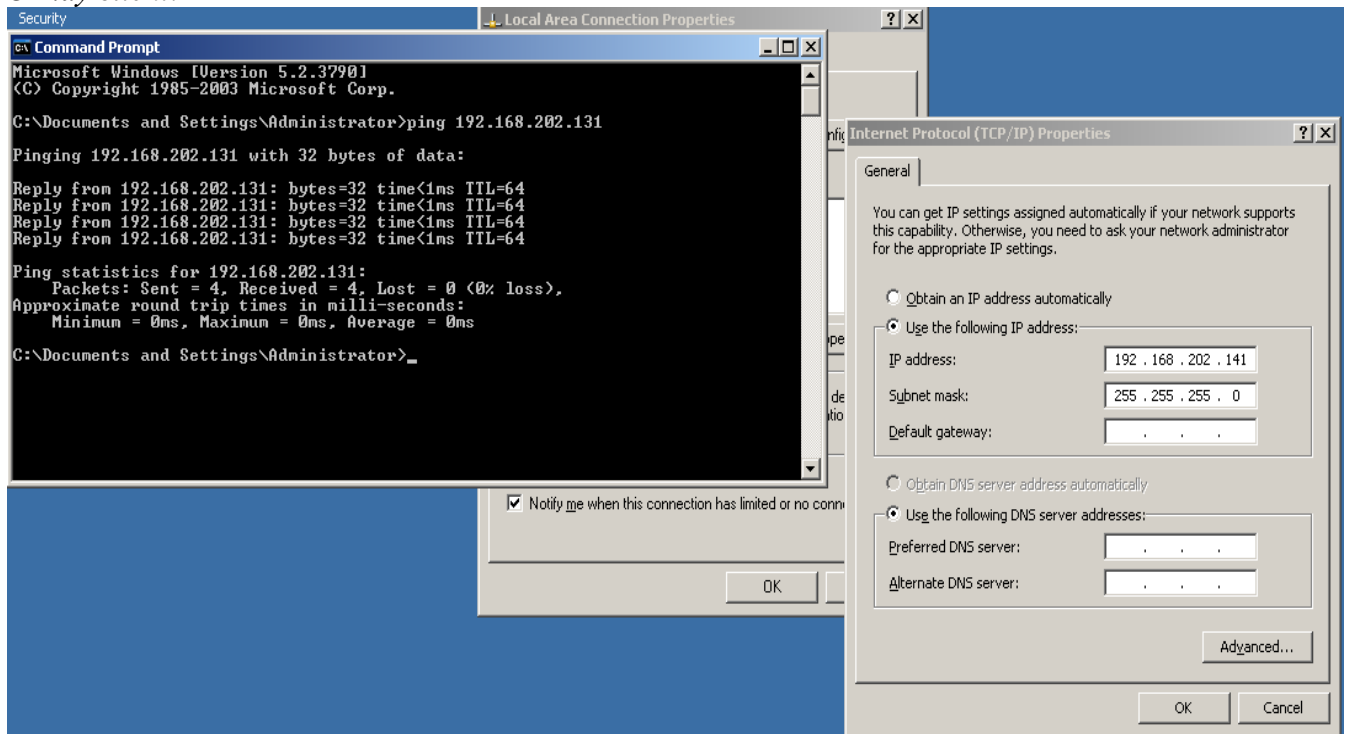 Security
Local Area Connection Properties
Command Prompt
Microsoft Windows [Version 5.2.3790]
(C) Copyright 1985-2003 Microsoft Corp.
C:\Documents and Settings\Administrator>ping 192.168.202.131
Pinging 192.168.202.131 with 32 bytes of data:
Reply from 192.168.202.131: bytes=32 time<1ms TTL=64
Reply from 192.168.202.131: bytes=32 time<1ms TTL=64
Reply from 192.168.202.131: bytes=32 time<1ms TTL=64
Reply from 192.168.202.131: bytes=32 time<1ms TTL=64
Ping statistics for 192.168.202.131:
Packets: Sent = 4, Received = 4, Lost = 0 (0% loss),
Approximate round trip times in milli-seconds:
Minimum = 0ms, Maximum = 0ms, Average = 0ms
C:\Documents and Settings\Administrator>_
Notify me when this connection has limited or no conne
OK
Internet Protocol (TCP/IP) Properties
General
You can get IP settings assigned automatically if your network supports
this capability. Otherwise, you need to ask your network administrator
for the appropriate IP settings.
Obtain an IP address automatically
Use the following IP address:
IP address: 192 . 168 . 202 . 141
Subnet mask: 255 . 255 . 255 . 0
Default gateway: . . .
Obtain DNS server address automatically
Use the following DNS server addresses:
Preferred DNS server: . . .
Alternate DNS server: . . .
Advanced...
OK Cancel